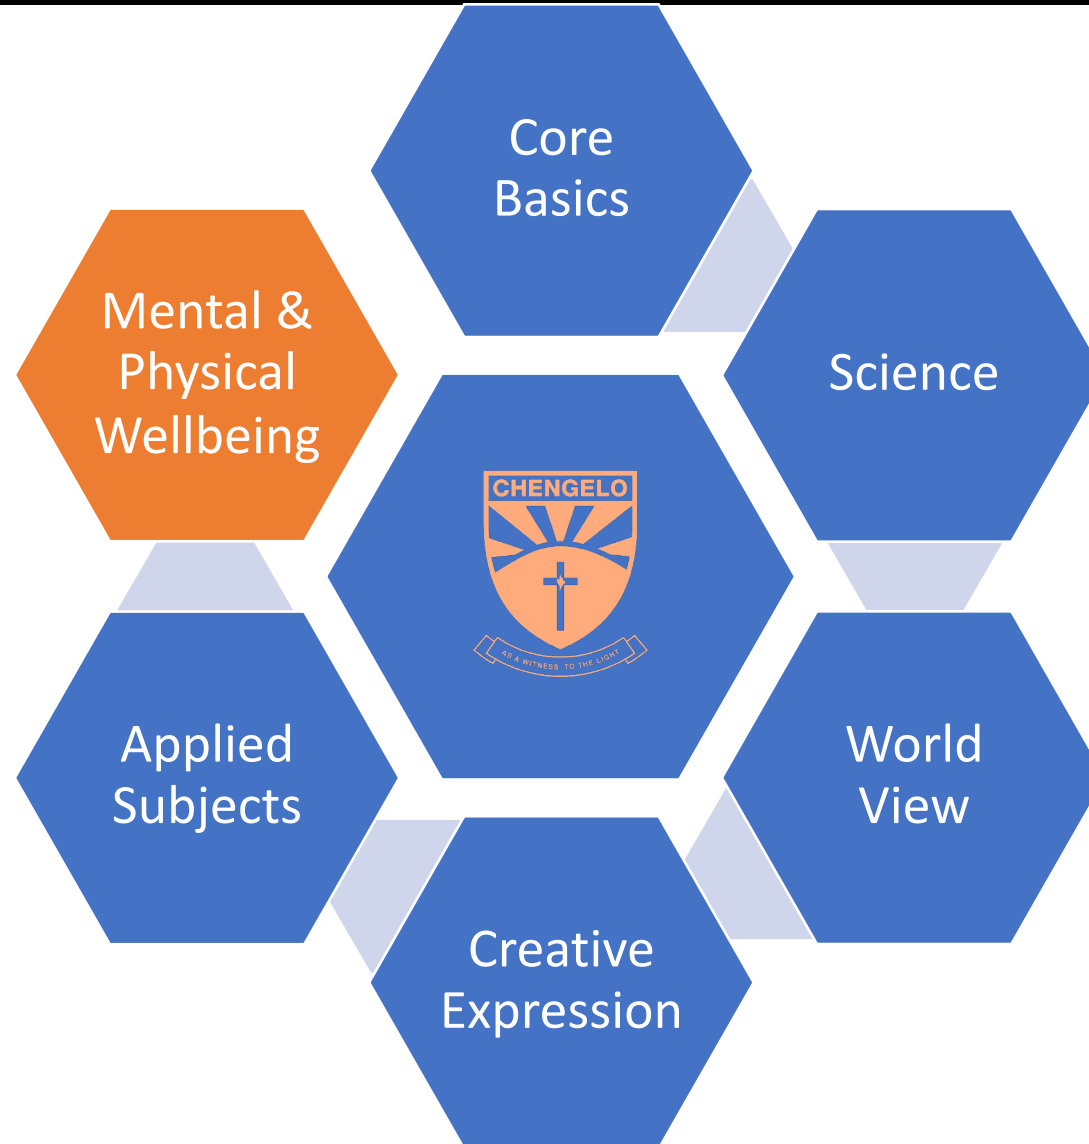 Core
Basics
Science
World
View
Creative
Expression
Applied
Subjects
Mental &
Physical
Wellbeing
CHENGELO
AS A WITNESS TO THE LIGHT